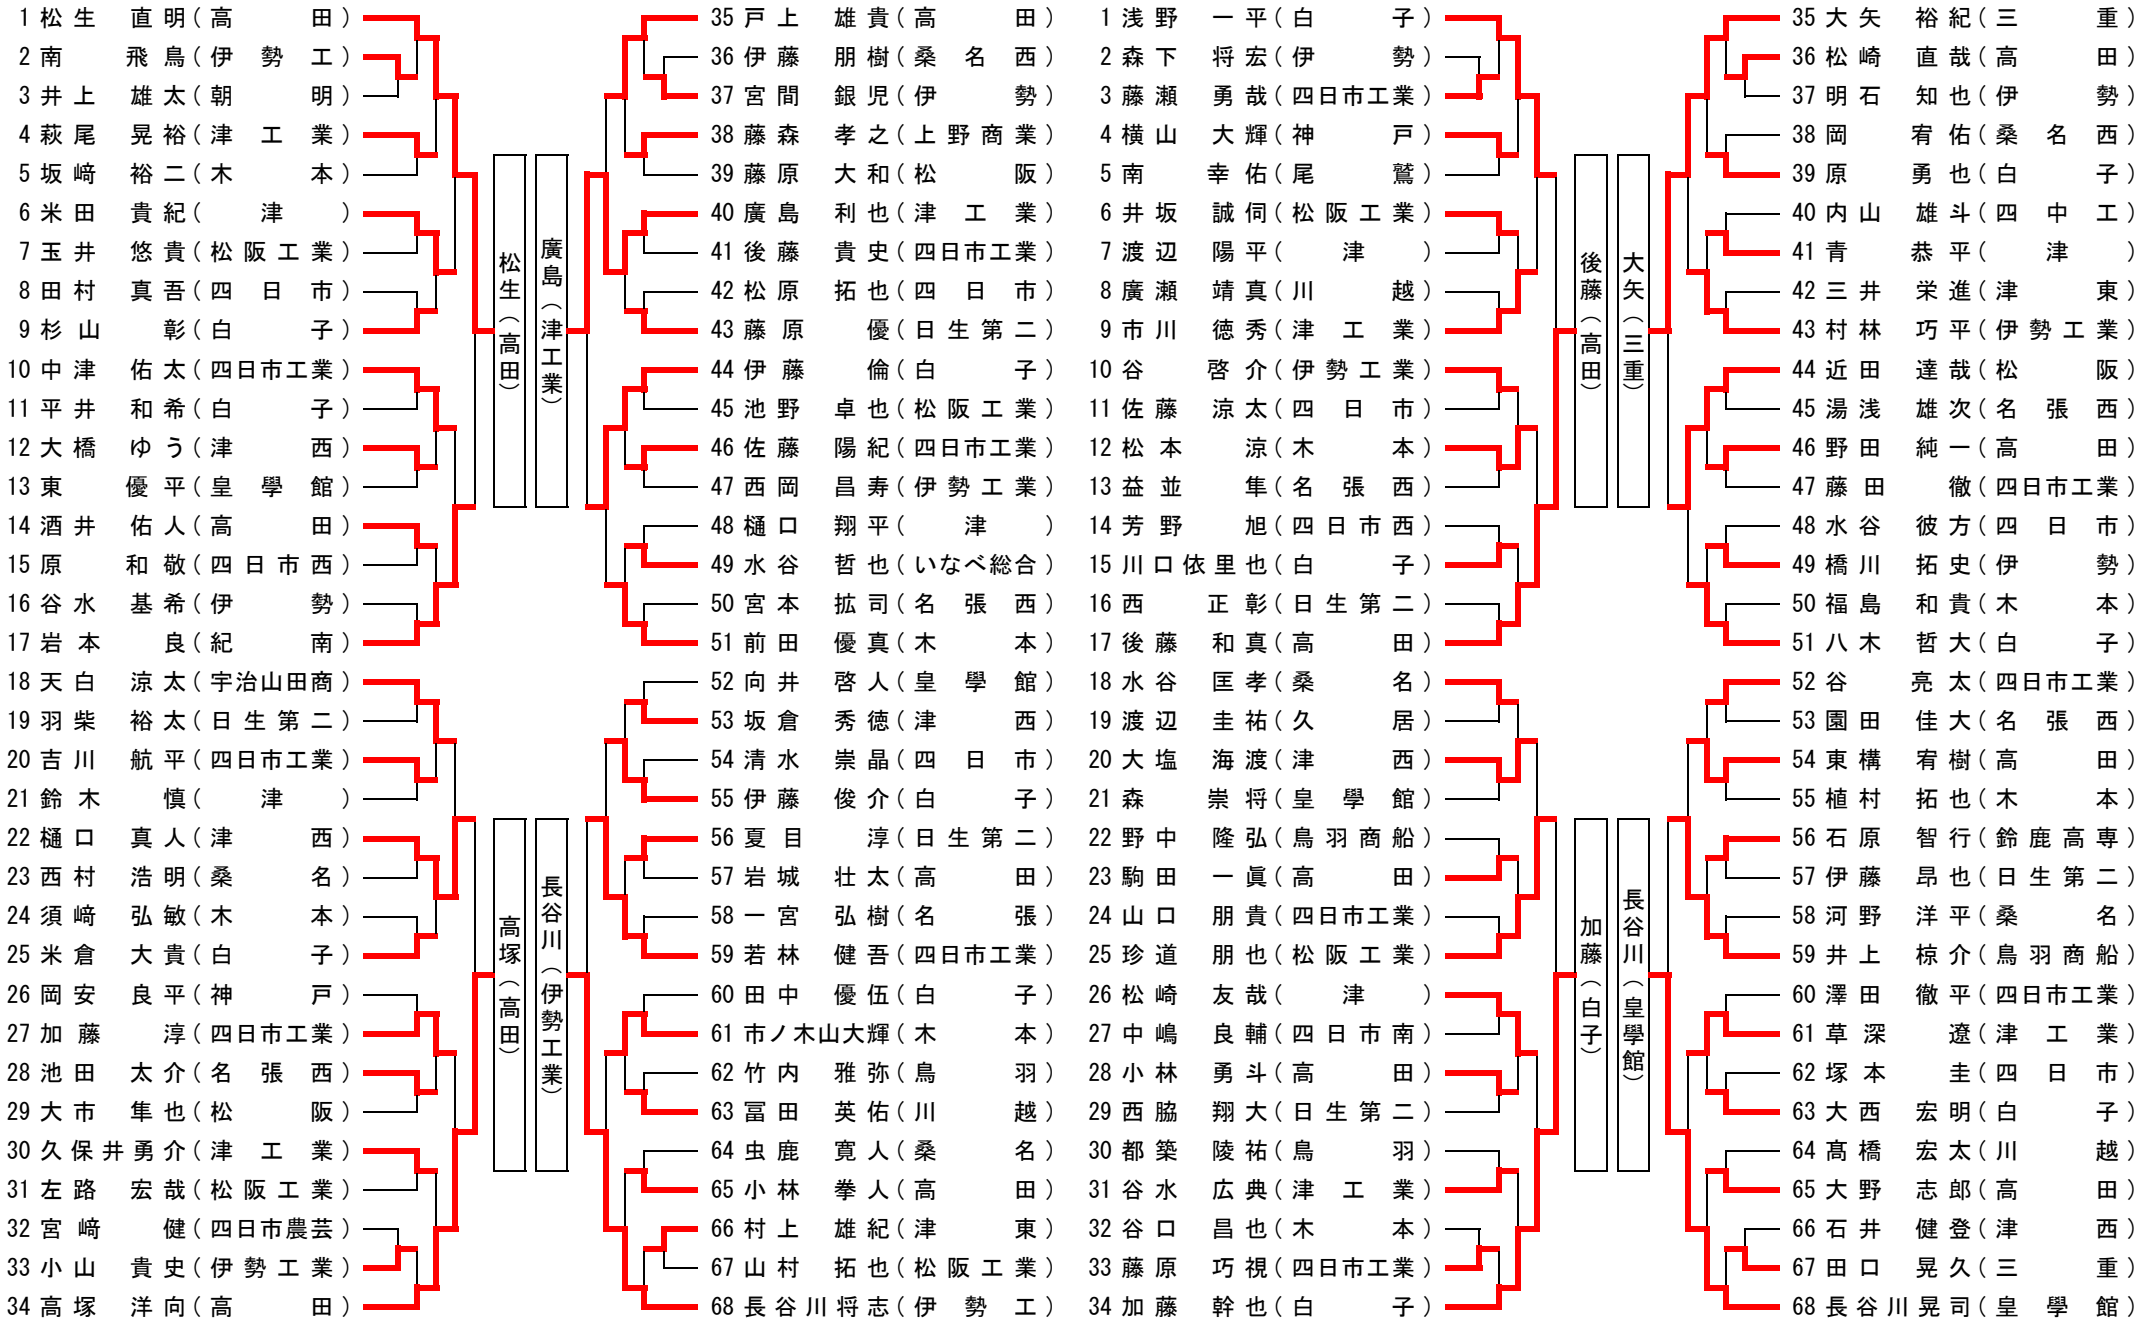 1 松生 直明(高田)
2 南 飛鳥(伊勢工)
3 井上 雄太(朝明)
4 萩尾 晃裕(津工業)
5 坂﨑 裕二(木本)
6 米田 貴紀(津)
7 玉井 悠貴(松阪工業)
8 田村 真吾(四日市)
9 杉山 彰(白子)
10 中津 佑太(四日市工業)
11 平井 和希(白子)
12 大橋 ゆう(津西)
13 東 優平(皇學館)
14 酒井 佑人(高田)
15 原 和敬(四日市西)
16 谷水 基希(伊勢)
17 岩本 良(紀南)
18 天白 涼太(宇治山田商)
19 羽柴 裕太(日生第二)
20 吉川 航平(四日市工業)
21 鈴木 慎(津)
22 樋口 真人(津西)
23 西村 浩明(桑名)
24 須﨑 弘敏(木本)
25 米倉 大貴(白子)
26 岡安 良平(神戸)
27 加藤 淳(四日市工業)
28 池田 太介(名張西)
29 大市 隼也(松阪)
30 久保井勇介(津工業)
31 左路 宏哉(松阪工業)
32 宮﨑 健(四日市農芸)
33 小山 貴史(伊勢工業)
34 高塚 洋向(高田)
松生(高田)
廣島(津工業)
高塚(高田)
長谷川(伊勢工業)
35 戸上 雄貴(高田)
36 伊藤 朋樹(桑名西)
37 宮間 銀児(伊勢)
38 藤森 孝之(上野商業)
39 藤原 大和(松阪)
40 廣島 利也(津工業)
41 後藤 貴史(四日市工業)
42 松原 拓也(四日市)
43 藤原 優(日生第二)
44 伊藤 倫(白子)
45 池野 卓也(松阪工業)
46 佐藤 陽紀(四日市工業)
47 西岡 昌寿(伊勢工業)
48 樋口 翔平(津)
49 水谷 哲也(いなべ総合)
50 宮本 拡司(名張西)
51 前田 優真(木本)
52 向井 啓人(皇學館)
53 坂倉 秀徳(津西)
54 清水 崇晶(四日市)
55 伊藤 俊介(白子)
56 夏目 淳(日生第二)
57 岩城 壮太(高田)
58 一宮 弘樹(名張)
59 若林 健吾(四日市工業)
60 田中 優伍(白子)
61 市ノ木山大輝(木本)
62 竹内 雅弥(鳥羽)
63 冨田 英佑(川越)
64 虫鹿 寛人(桑名)
65 小林 拳人(高田)
66 村上 雄紀(津東)
67 山村 拓也(松阪工業)
68 長谷川将志(伊勢工)
1 浅野 一平(白子)
2 森下 将宏(伊勢)
3 藤瀬 勇哉(四日市工業)
4 横山 大輝(神戸)
5 南 幸佑(尾鷲)
6 井坂 誠伺(松阪工業)
7 渡辺 陽平(津)
8 廣瀬 靖真(川越)
9 市川 徳秀(津工業)
10 谷 啓介(伊勢工業)
11 佐藤 涼太(四日市)
12 松本 涼(木本)
13 益並 隼(名張西)
14 芳野 旭(四日市西)
15 川口依里也(白子)
16 西 正彰(日生第二)
17 後藤 和真(高田)
18 水谷 匡孝(桑名)
19 渡辺 圭祐(久居)
20 大塩 海渡(津西)
21 森 崇将(皇學館)
22 野中 隆弘(鳥羽商船)
23 駒田 一眞(高田)
24 山口 朋貴(四日市工業)
25 珍道 朋也(松阪工業)
26 松崎 友哉(津)
27 中嶋 良輔(四日市南)
28 小林 勇斗(高田)
29 西脇 翔大(日生第二)
30 都築 陵祐(鳥羽)
31 谷水 広典(津工業)
32 谷口 昌也(木本)
33 藤原 巧視(四日市工業)
34 加藤 幹也(白子)
後藤(高田)
大矢(三重)
加藤(白子)
長谷川(皇學館)
35 大矢 裕紀(三重)
36 松崎 直哉(高田)
37 明石 知也(伊勢)
38 岡 宥佑(桑名西)
39 原 勇也(白子)
40 内山 雄斗(四中工)
41 青 恭平(津)
42 三井 栄進(津東)
43 村林 巧平(伊勢工業)
44 近田 達哉(松阪)
45 湯浅 雄次(名張西)
46 野田 純一(高田)
47 藤田 徹(四日市工業)
48 水谷 彼方(四日市)
49 橋川 拓史(伊勢)
50 福島 和貴(木本)
51 八木 哲大(白子)
52 谷 亮太(四日市工業)
53 園田 佳大(名張西)
54 東構 宥樹(高田)
55 植村 拓也(木本)
56 石原 智行(鈴鹿高専)
57 伊藤 昂也(日生第二)
58 河野 洋平(桑名)
59 井上 椋介(鳥羽商船)
60 澤田 徹平(四日市工業)
61 草深 遼(津工業)
62 塚本 圭(四日市)
63 大西 宏明(白子)
64 髙橋 宏太(川越)
65 大野 志郎(高田)
66 石井 健登(津西)
67 田口 晃久(三重)
68 長谷川晃司(皇學館)